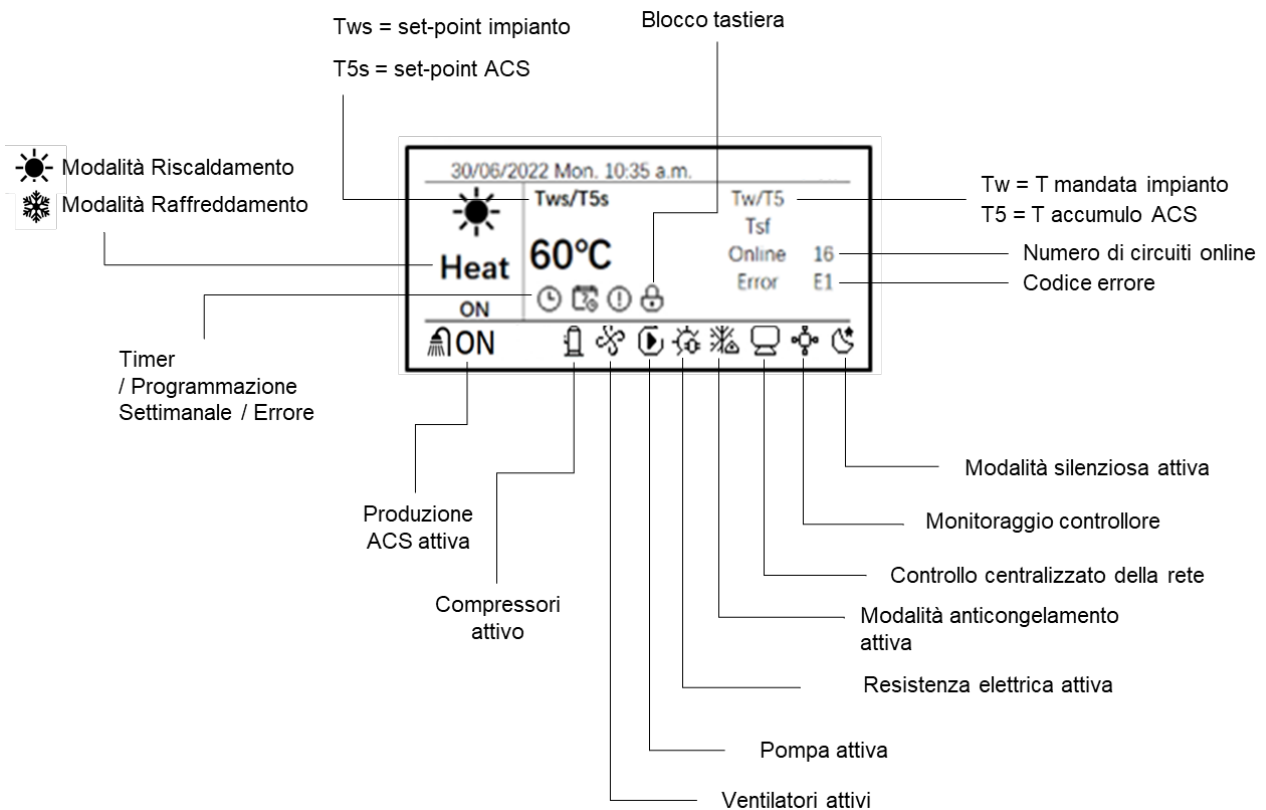 Tws = set-point impianto
T5s = set-point ACS
Blocco tastiera
Modalità Riscaldamento
Modalità Raffreddamento
30/06/2022 Mon. 10:35 a.m.
Tws/T5s
Tw/T5
Tsf
60°C
Online 16
Heat
Error E1
ON
ON
Tw = T mandata impianto
T5 = T accumulo ACS
Numero di circuiti online
Codice errore
Timer
/ Programmazione
Settimanale / Errore
Modalità silenziosa attiva
Produzione
ACS attiva
Monitoraggio controllore
Controllo centralizzato della rete
Compressori
attivo
Modalità anticongelamento
attiva
Resistenza elettrica attiva
Pompa attiva
Ventilatori attivi